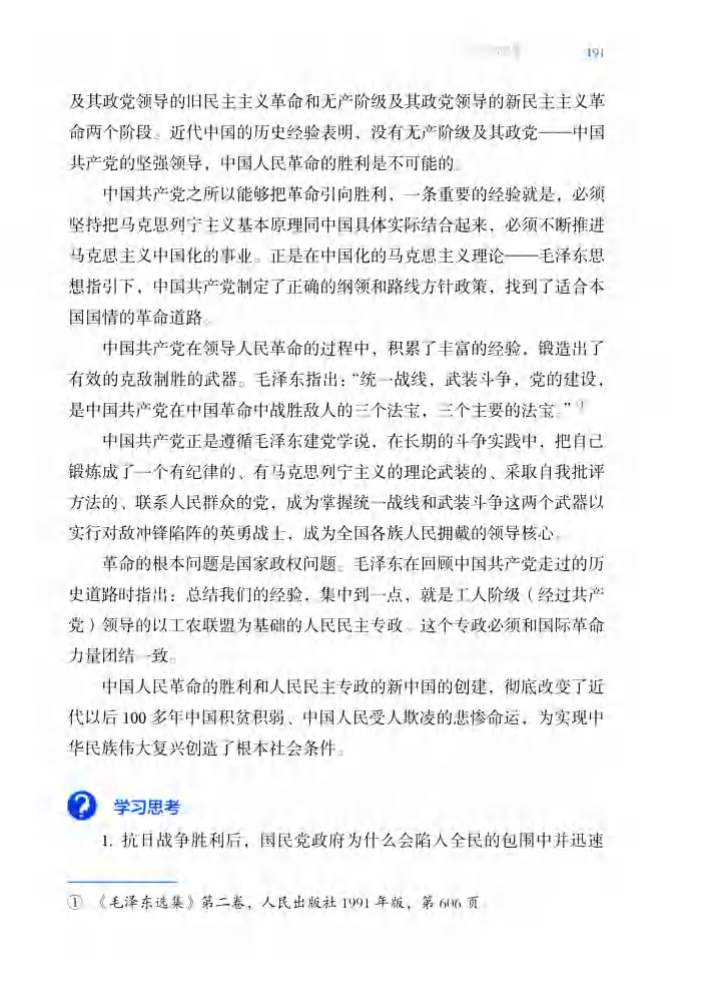 191
及其政党领导的旧民主主义革命和无产阶级及其政党领导的新民主主义革
命两个阶段。近代中国的历史经验表明，没有无产阶级及其政党——中国
共产党的坚强领导，中国人民革命的胜利是不可能的。
中国共产党之所以能够把革命引向胜利，一条重要的经验就是，必须
坚持把马克思列宁主义基本原理同中国具体实际结合起来，必须不断推进
马克思主义中国化的事业。正是在中国化的马克思主义理论——毛泽东思
想指引下，中国共产党制定了正确的纲领和路线方针政策，找到了适合本
国国情的革命道路。
中国共产党在领导人民革命的过程中，积累了丰富的经验，锻造出了
有效的克敌制胜的武器。毛泽东指出：“统一战线，武装斗争，党的建设，
是中国共产党在中国革命中战胜敌人的三个法宝，三个主要的法宝。”①
中国共产党正是遵循毛泽东建党学说，在长期的斗争实践中，把自己
锻炼成了一个有纪律的、有马克思列宁主义的理论武装的、采取自我批评
方法的、联系人民群众的党，成为掌握统一战线和武装斗争这两个武器以
实行对敌冲锋陷阵的英勇战士，成为全国各族人民拥戴的领导核心。
革命的根本问题是国家政权问题。毛泽东在回顾中国共产党走过的历
史道路时指出：总结我们的经验，集中到一点，就是工人阶级（经过共产
党）领导的以工农联盟为基础的人民民主专政。这个专政必须和国际革命
力量团结一致。
中国人民革命的胜利和人民民主专政的新中国的创建，彻底改变了近
代以后 100 多年中国积贫积弱、中国人民受人欺凌的悲惨命运，为实现中
华民族伟大复兴创造了根本社会条件。
? 学习思考
1. 抗日战争胜利后，国民党政府为什么会陷入全民的包围中并迅速
① 《毛泽东选集》第二卷，人民出版社 1991 年版，第 606 页。